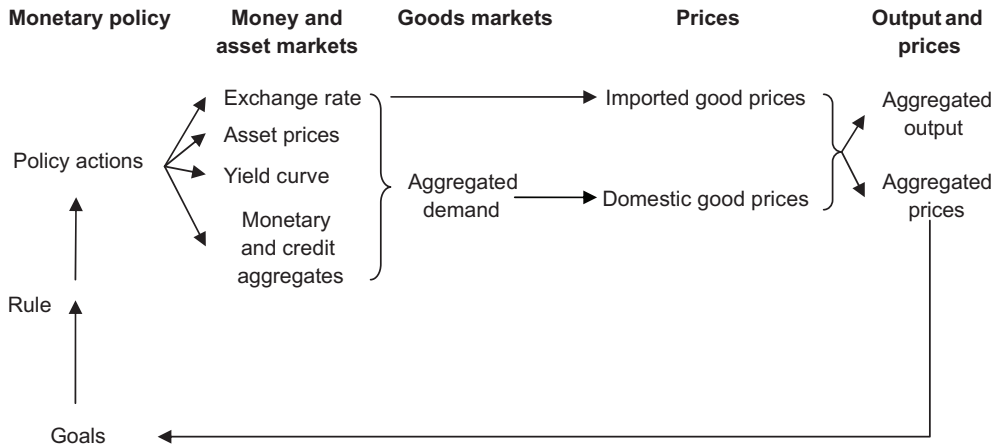 Monetary policy
Money and
asset markets
Goods markets
Prices
Output and
prices
Exchange rate
Asset prices
Yield curve
Monetary
and credit
aggregates
Policy actions
Aggregated
demand
Imported good prices
Domestic good prices
Aggregated
output
Aggregated
prices
Rule
Goals